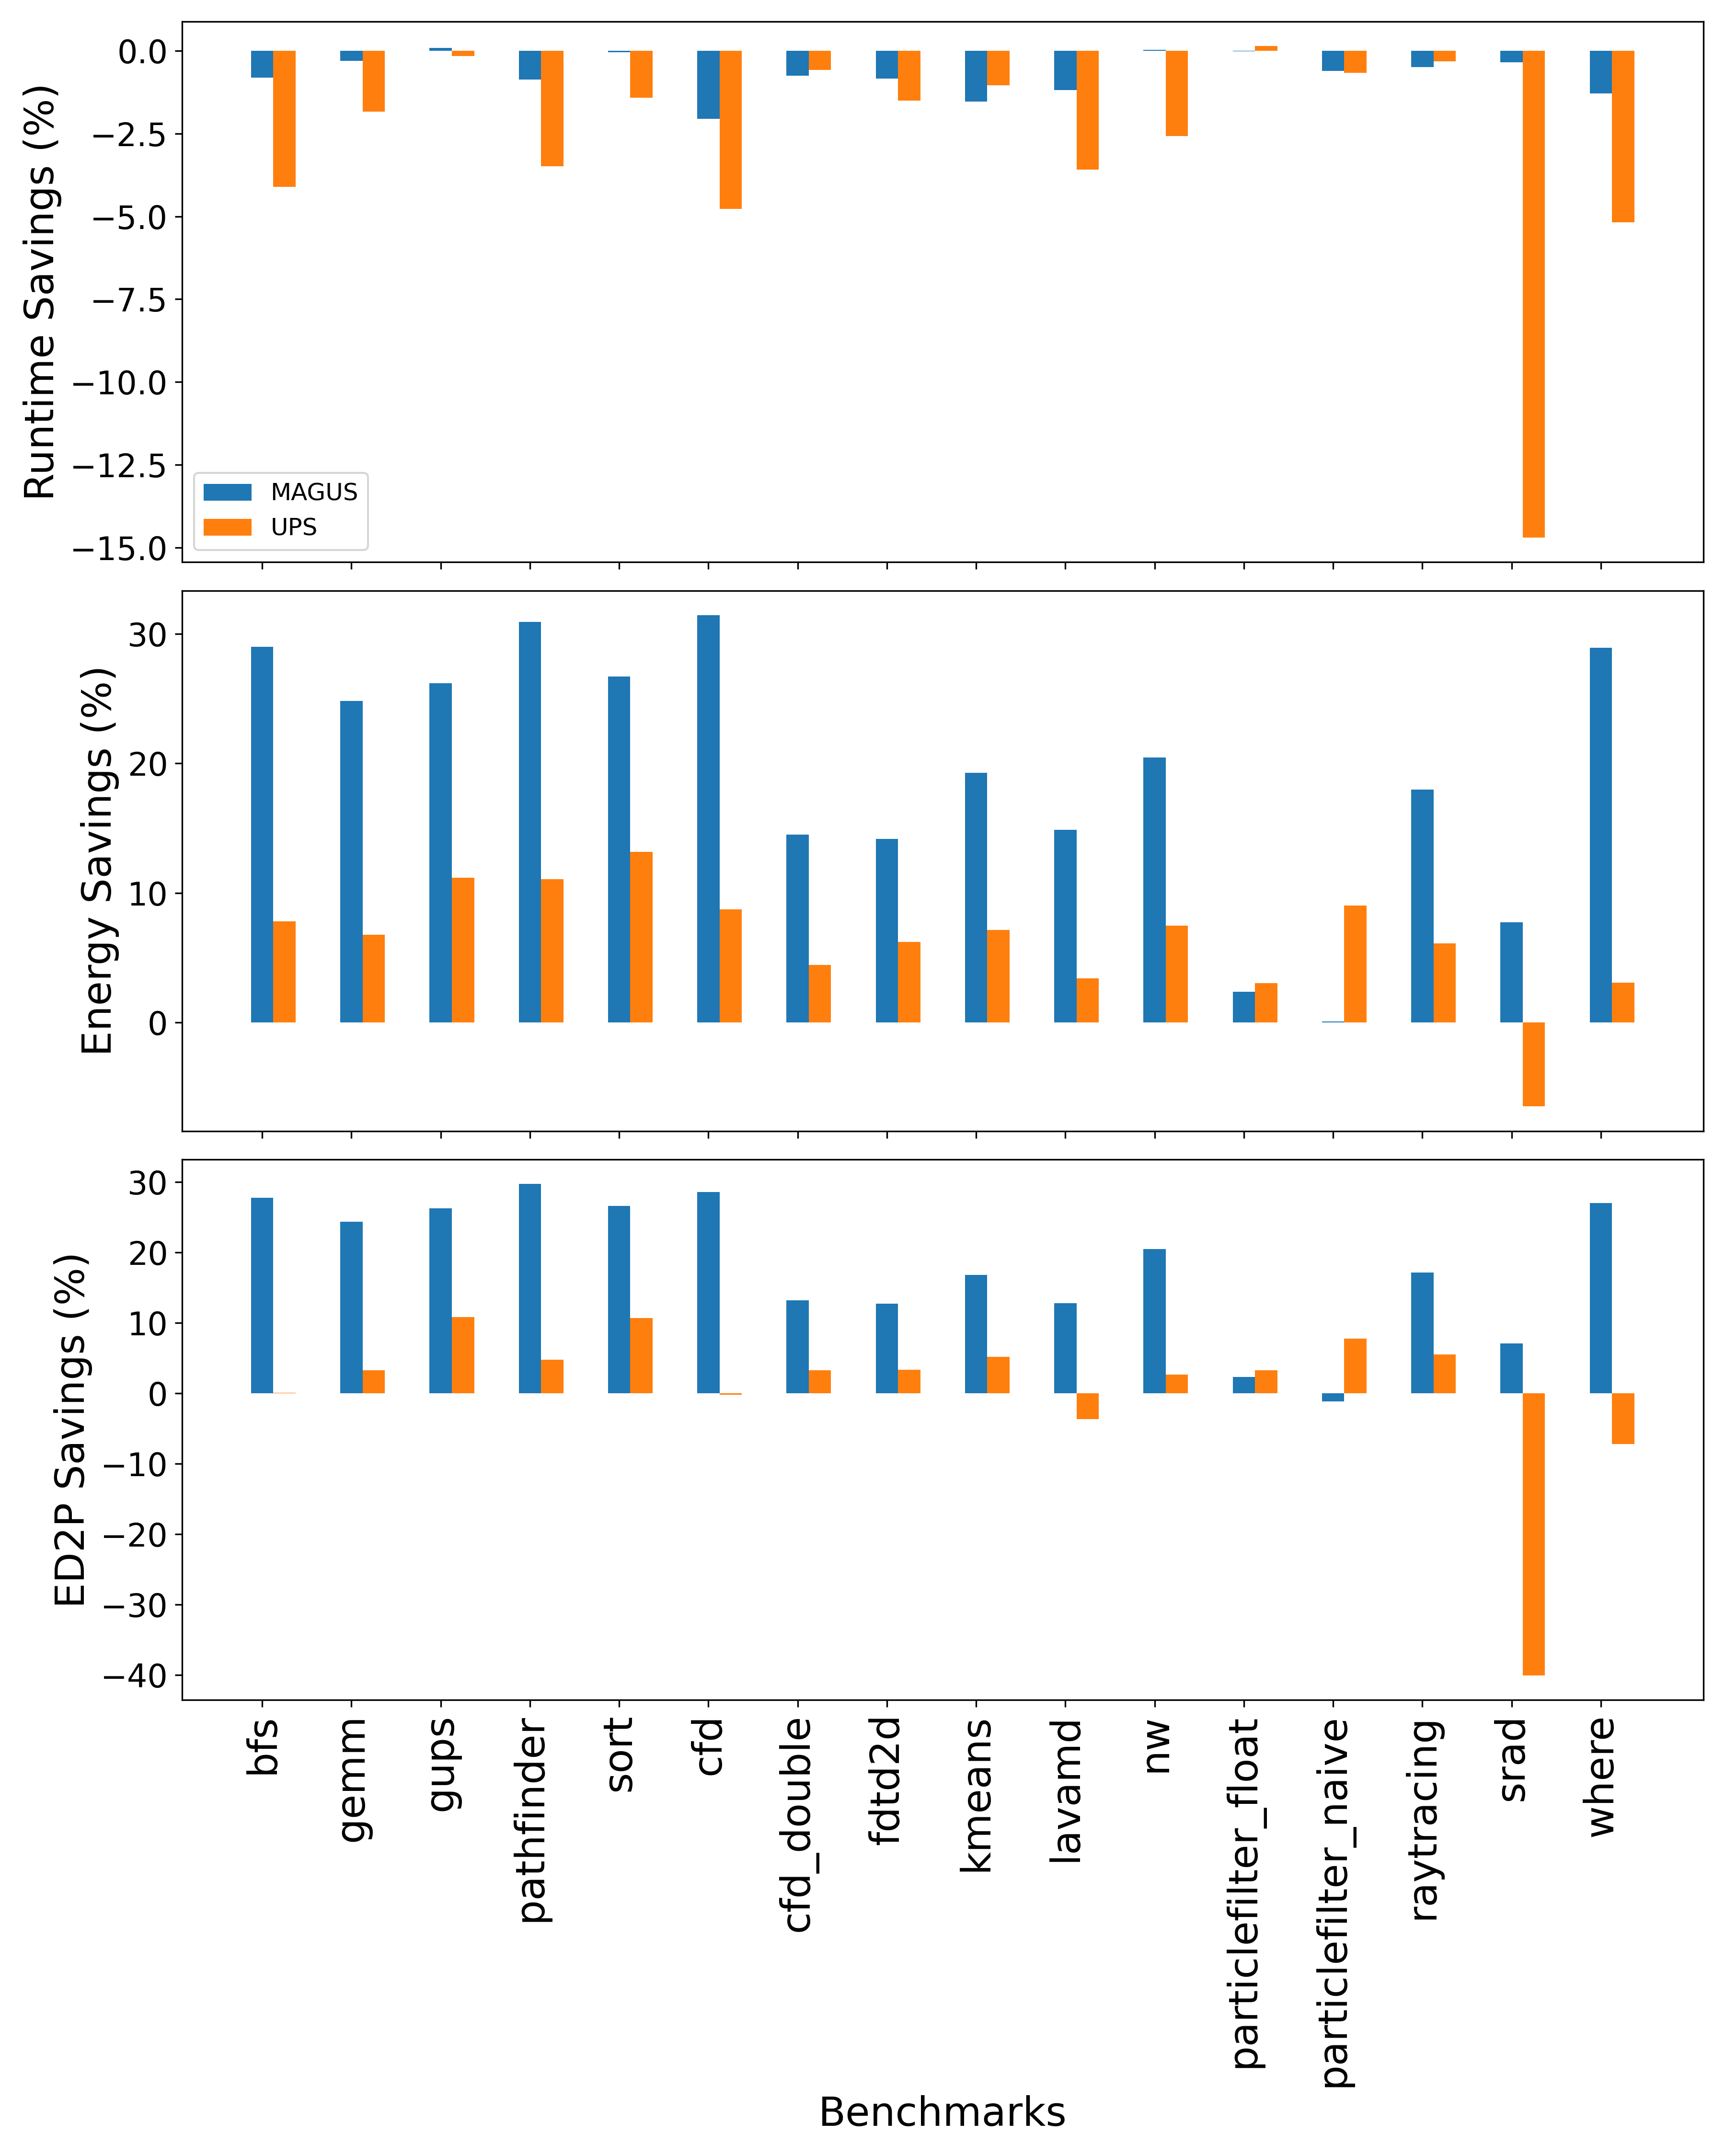 Runtime Savings (%)
0.0
−2.5
−5.0
−7.5
−10.0
−12.5
−15.0
MAGUS
UPS
Energy Savings (%)
30
20
10
0
ED2P Savings (%)
30
20
10
0
−10
−20
−30
−40
bfs
gemm
gups
pathfinder
sort
cfd
cfd_double
fdtd2d
kmeans
lavamd
nw
particlefilter_float
particlefilter_naive
raytracing
srad
where
Benchmarks